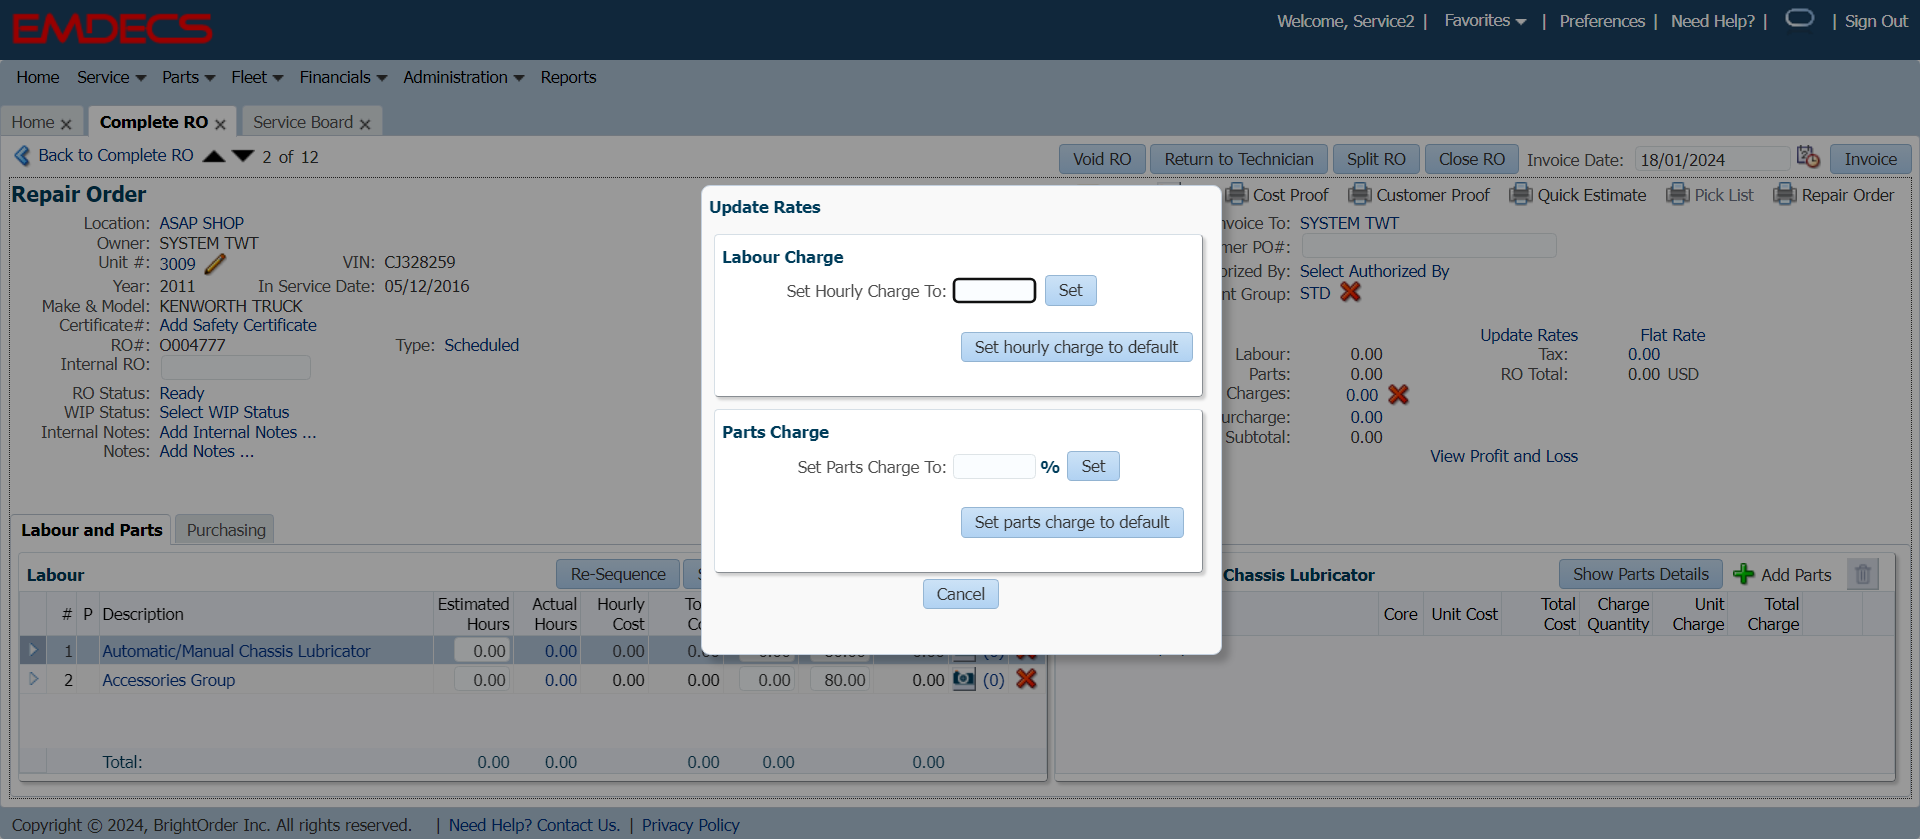 EMDECS
Welcome, Service2 | Favorites | Preferences | Need Help? | | Sign Out
Home Service Parts Fleet Financials Administration Reports
Home Complete RO Service Board
Back to Complete RO 2 of 12 Void RO Return to Technician Split RO Close RO Invoice Date: 18/01/2024 Invoice
Repair Order
Cost Proof Customer Proof Quick Estimate Pick List Repair Order
Location: ASAP SHOP
Owner: SYSTEM TWT
Unit #: 3009 VIN: CJ328259
Year: 2011 In Service Date: 05/12/2016
Make & Model: KENWORTH TRUCK
Certificate#: Add Safety Certificate
RO#: O004777 Type: Scheduled
Internal RO:
RO Status: Ready
WIP Status: Select WIP Status
Internal Notes: Add Internal Notes ...
Notes: Add Notes ...
Update Rates
Labour Charge
Set Hourly Charge To: Set
Set hourly charge to default
Parts Charge
Set Parts Charge To: % Set
Set parts charge to default
Cancel
To: SYSTEM TWT
PO#:
By: Select Authorized By
Group: STD
Update Rates Flat Rate
Labour: 0.00 Tax: 0.00
Parts: 0.00 RO Total: 0.00 USD
Charges: 0.00
0.00
Subtotal: 0.00
View Profit and Loss
Labour and Parts Purchasing
Labour Re-Sequence
# P Description Estimated Hours Actual Hours Hourly Cost
1 Automatic/Manual Chassis Lubricator 0.00 0.00 0.00
2 Accessories Group 0.00 0.00 0.00 0.00 0.00 80.00 0.00 (0)
Total: 0.00 0.00 0.00 0.00 0.00
Chassis Lubricator Show Parts Details Add Parts
Core Unit Cost Total Cost Charge Quantity Unit Charge Total Charge
Copyright © 2024, BrightOrder Inc. All rights reserved. | Need Help? Contact Us. | Privacy Policy